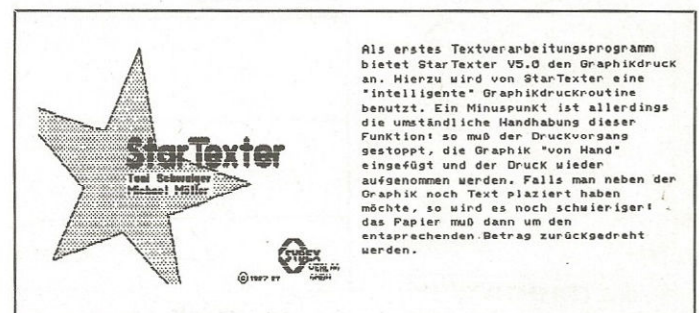 StarTexter
Toni Schwaiger
Michael Müller
© 1987 BY
SYBEX
VERLAG
GMBH
Als erstes Textverarbeitungsprogramm
bietet StarTexter V5.0 den Graphikdruck
an. Hierzu wird von StarTexter eine
"intelligente" Graphikdruckroutine
benutzt. Ein Minuspunkt ist allerdings
die umständliche Handhabung dieser
Funktion: so muß der Druckvorgang
gestoppt, die Graphik "von Hand"
eingefügt und der Druck wieder
aufgenommen werden. Falls man neben der
Graphik noch Text plaziert haben
möchte, so wird es noch schwieriger:
das Papier muß dann um den
entsprechenden Betrag zurückgedreht
werden.